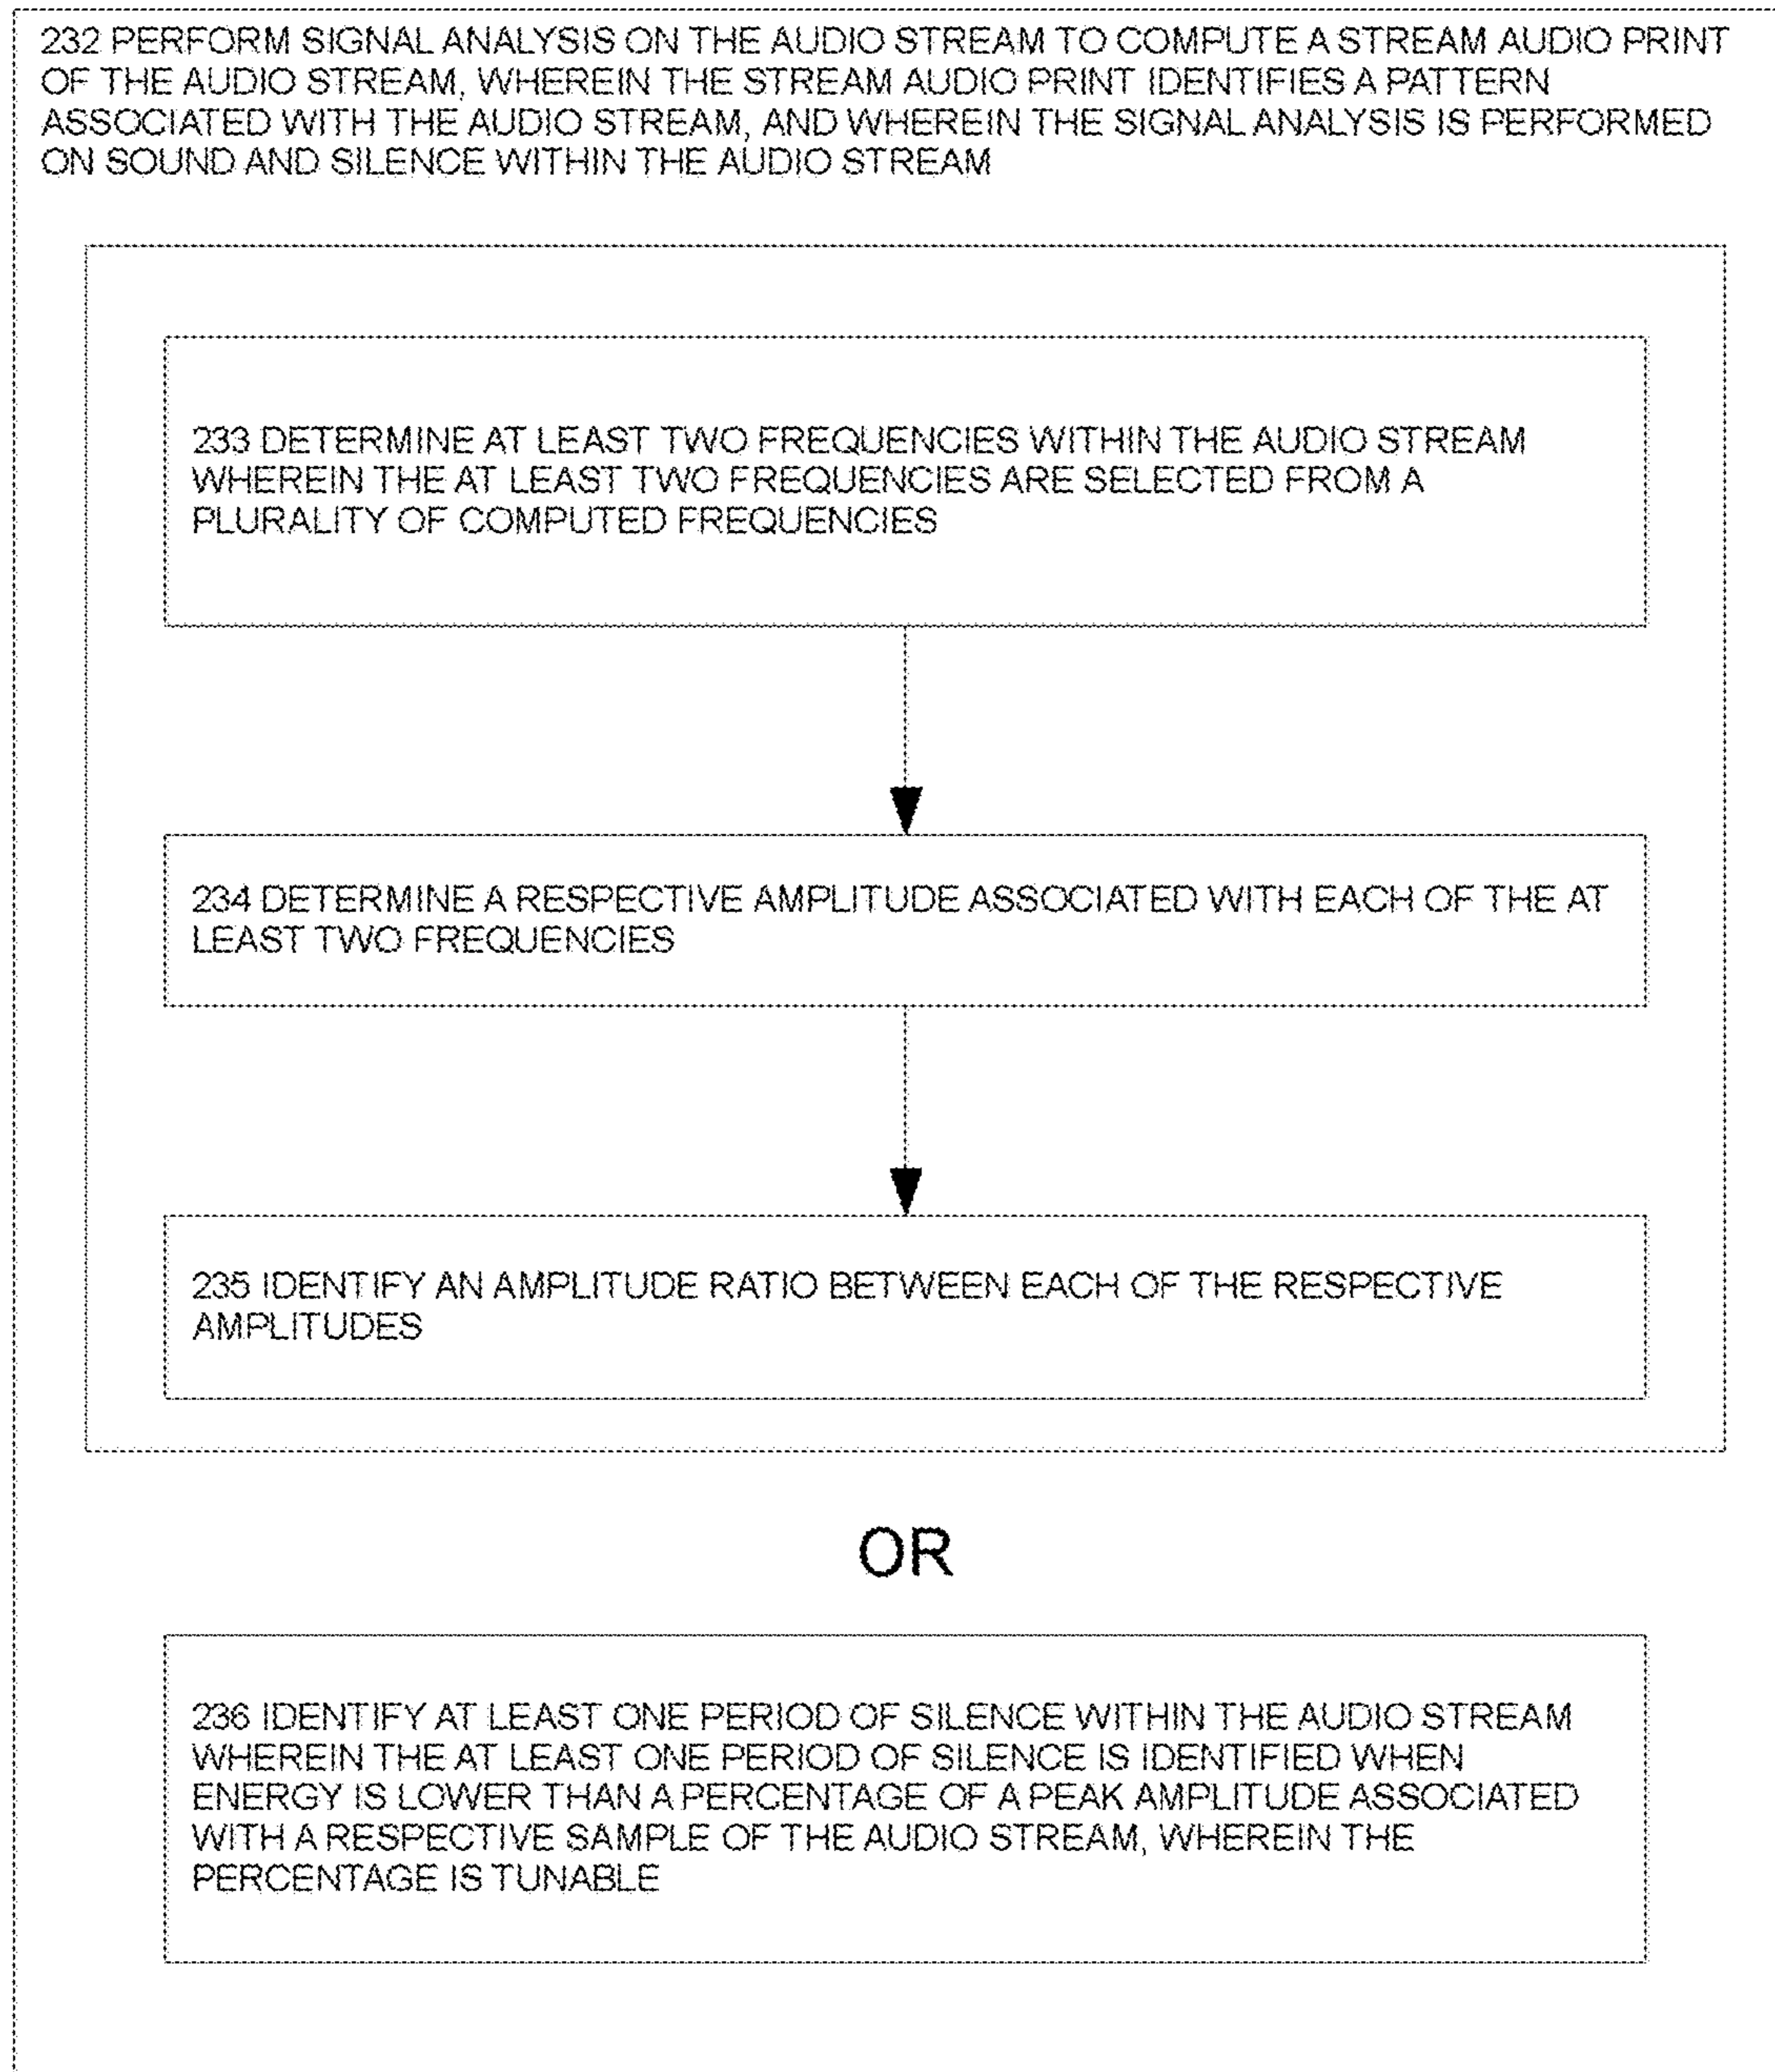 232 PERFORM SIGNAL ANALYSIS ON THE AUDIO STREAM TO COMPUTE A STREAM AUDIO PRINT
OF THE AUDIO STREAM, WHEREIN THE STREAM AUDIO PRINT IDENTIFIES A PATTERN
ASSOCIATED WITH THE AUDIO STREAM, AND WHEREIN THE SIGNAL ANALYSIS IS PERFORMED
ON SOUND AND SILENCE WITHIN THE AUDIO STREAM
233 DETERMINE AT LEAST TWO FREQUENCIES WITHIN THE AUDIO STREAM
WHEREIN THE AT LEAST TWO FREQUENCIES ARE SELECTED FROM A
PLURALITY OF COMPUTED FREQUENCIES
234 DETERMINE A RESPECTIVE AMPLITUDE ASSOCIATED WITH EACH OF THE AT
LEAST TWO FREQUENCIES
235 IDENTIFY AN AMPLITUDE RATIO BETWEEN EACH OF THE RESPECTIVE
AMPLITUDES
OR
236 IDENTIFY AT LEAST ONE PERIOD OF SILENCE WITHIN THE AUDIO STREAM
WHEREIN THE AT LEAST ONE PERIOD OF SILENCE IS IDENTIFIED WHEN
ENERGY IS LOWER THAN A PERCENTAGE OF A PEAK AMPLITUDE ASSOCIATED
WITH A RESPECTIVE SAMPLE OF THE AUDIO STREAM, WHEREIN THE
PERCENTAGE IS TUNABLE